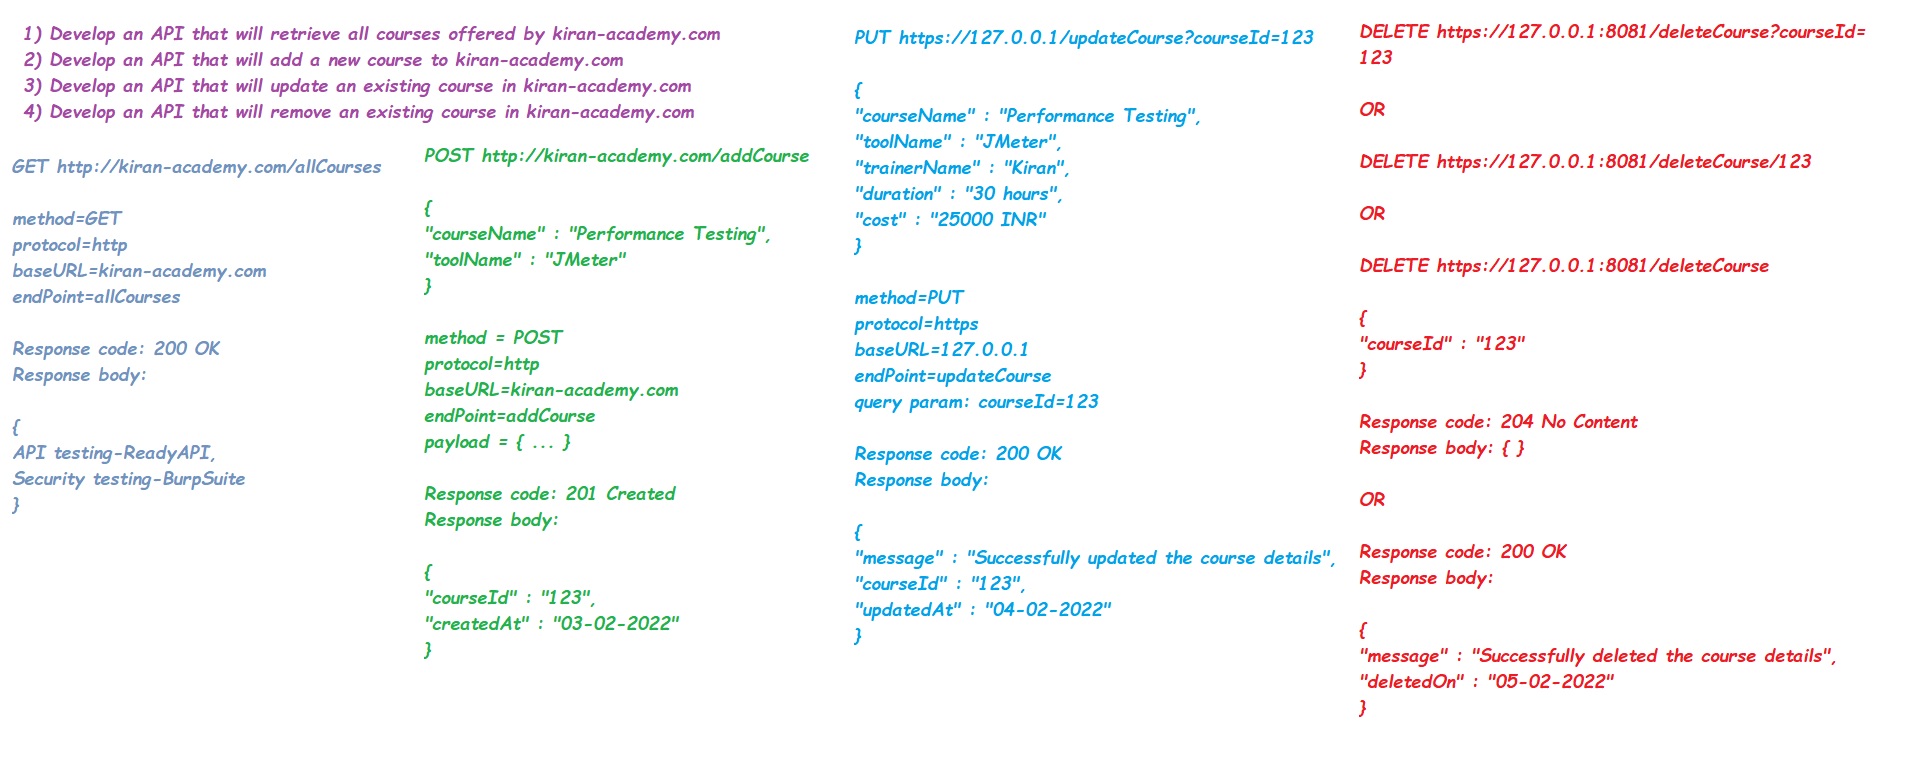 1) Develop an API that will retrieve all courses offered by kiran-academy.com
2) Develop an API that will add a new course to kiran-academy.com
3) Develop an API that will update an existing course in kiran-academy.com
4) Develop an API that will remove an existing course in kiran-academy.com
GET http://kiran-academy.com/allCourses
method=GET
protocol=http
baseURL=kiran-academy.com
endPoint=allCourses
Response code: 200 OK
Response body:
{
API testing-ReadyAPI,
Security testing-BurpSuite
}
POST http://kiran-academy.com/addCourse
{
"courseName" : "Performance Testing",
"toolName" : "JMeter"
}
method = POST
protocol=http
baseURL=kiran-academy.com
endPoint=addCourse
payload = { ... }
Response code: 201 Created
Response body:
{
"courseId" : "123",
"createdAt" : "03-02-2022"
}
PUT https://127.0.0.1/updateCourse?courseId=123
{
"courseName" : "Performance Testing",
"toolName" : "JMeter",
"trainerName" : "Kiran",
"duration" : "30 hours",
"cost" : "25000 INR"
}
method=PUT
protocol=https
baseURL=127.0.0.1
endPoint=updateCourse
query param: courseId=123
Response code: 200 OK
Response body:
{
"message" : "Successfully updated the course details",
"courseId" : "123",
"updatedAt" : "04-02-2022"
}
DELETE https://127.0.0.1:8081/deleteCourse?courseId=
123
OR
DELETE https://127.0.0.1:8081/deleteCourse/123
OR
DELETE https://127.0.0.1:8081/deleteCourse
{
"courseId" : "123"
}
Response code: 204 No Content
Response body: { }
OR
Response code: 200 OK
Response body:
{
"message" : "Successfully deleted the course details",
"deletedOn" : "05-02-2022"
}